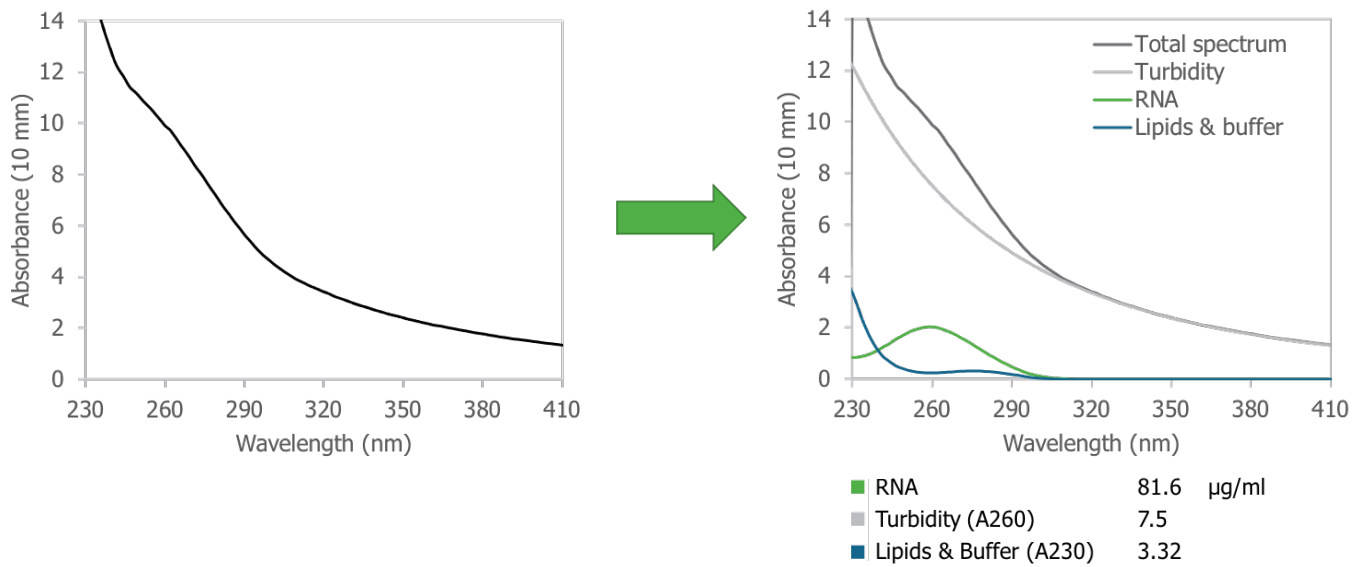 14
12
10
8
6
4
2
0
Absorbance (10 mm)
230 260 290 320 350 380 410
Wavelength (nm)
14
12
10
8
6
4
2
0
Absorbance (10 mm)
Total spectrum
Turbidity
RNA
Lipids & buffer
230 260 290 320 350 380 410
Wavelength (nm)
RNA 81.6 µg/ml
Turbidity (A260) 7.5
Lipids & Buffer (A230) 3.32